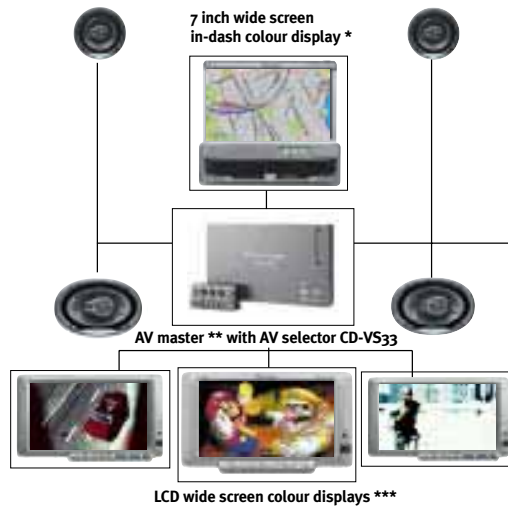 7 inch wide screen
in-dash colour display *
AV master ** with AV selector CD-VS33
LCD wide screen colour displays ***